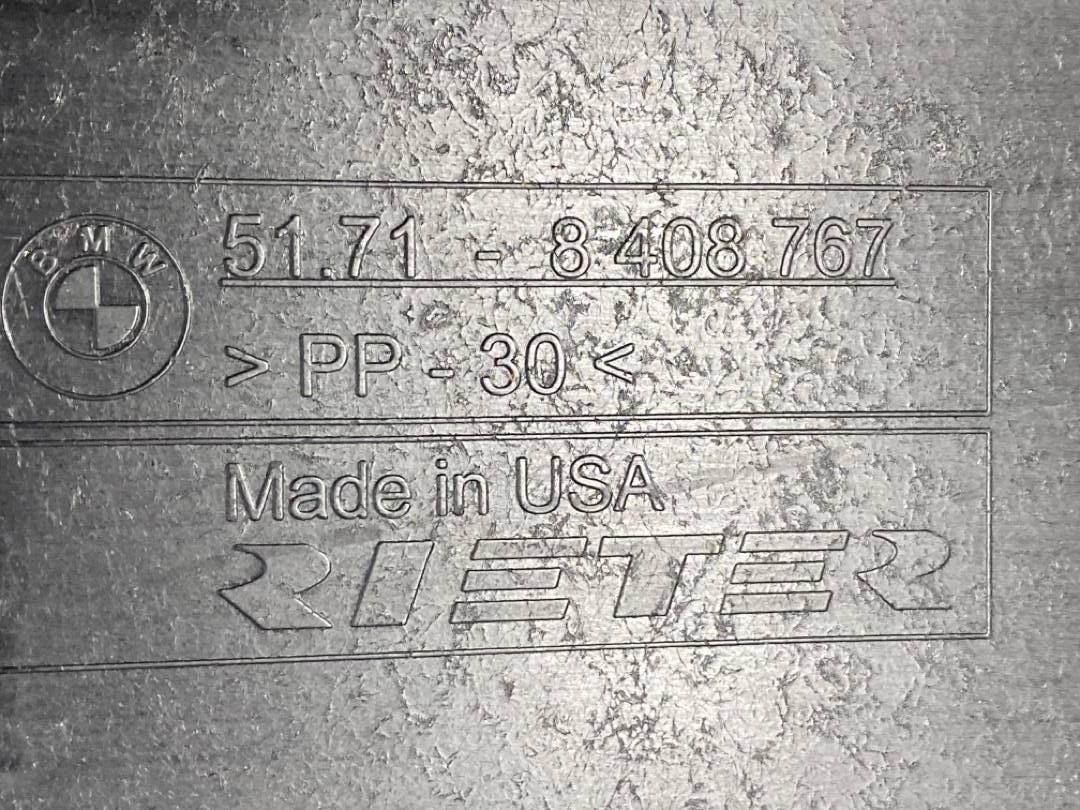 BMW
51.71 - 8 408 767
> PP - 30 <
Made in USA
RIETER